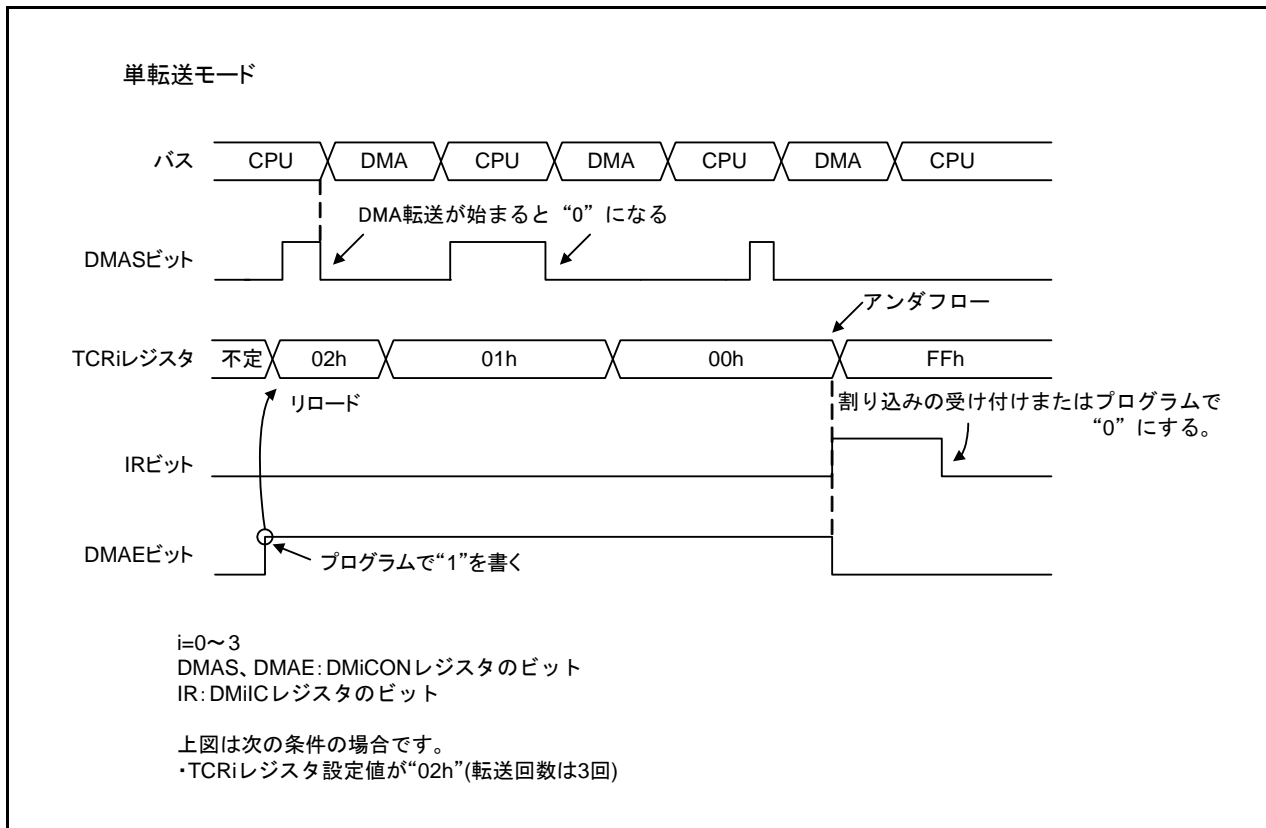 単転送モード
バス CPU DMA CPU DMA CPU DMA CPU
DMA転送が始まると“0”になる
DMASビット
アンダフロー
TCRiレジスタ 不定 02h 01h 00h FFh
リロード
割り込みの受け付けまたはプログラムで
“0”にする。
IRビット
DMAEビット
プログラムで“1”を書く
i=0～3
DMAS、DMAE:DMiCONレジスタのビット
IR:DMiICレジスタのビット
上図は次の条件の場合です。
・TCRiレジスタ設定値が“02h”(転送回数は3回)